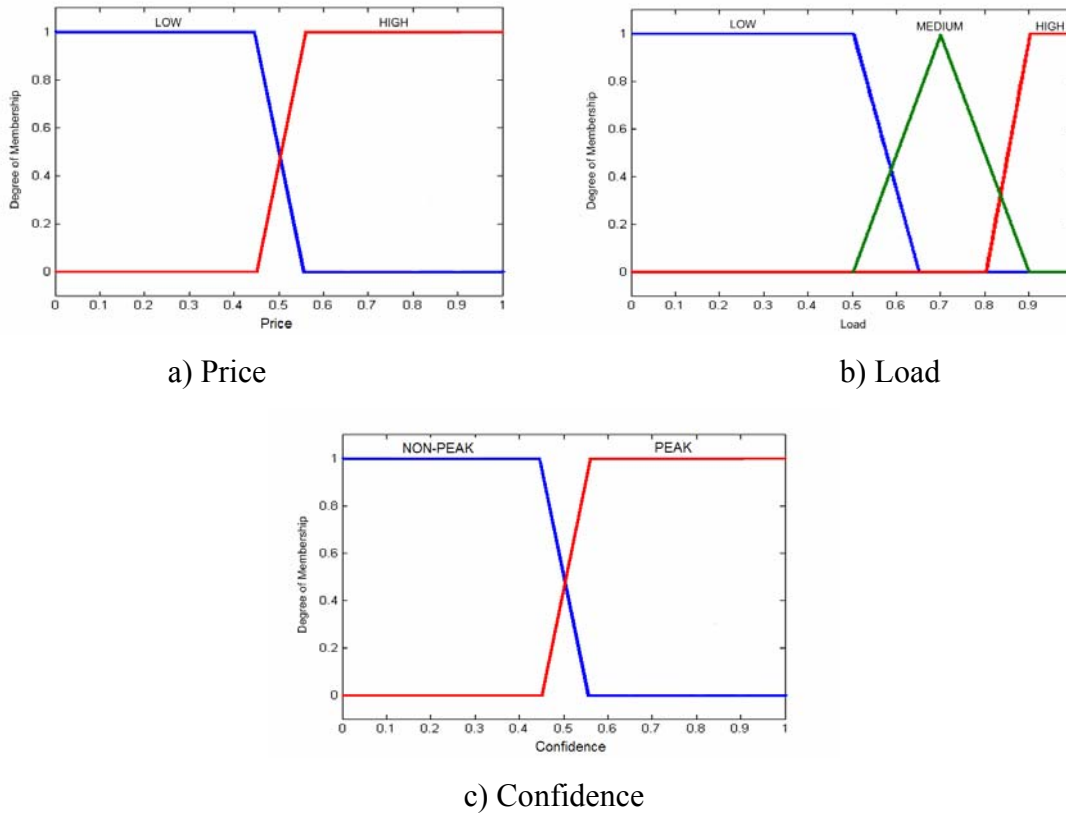 LOW HIGH
1
0.8
0.6
0.4
0.2
0
Degree of Membership
0 0.1 0.2 0.3 0.4 0.5 0.6 0.7 0.8 0.9 1
Price
a) Price
LOW MEDIUM HIGH
1
0.8
0.6
0.4
0.2
0
Degree of Membership
0 0.1 0.2 0.3 0.4 0.5 0.6 0.7 0.8 0.9
Load
b) Load
NON-PEAK PEAK
1
0.8
0.6
0.4
0.2
0
Degree of Membership
0 0.1 0.2 0.3 0.4 0.5 0.6 0.7 0.8 0.9 1
Confidence
c) Confidence